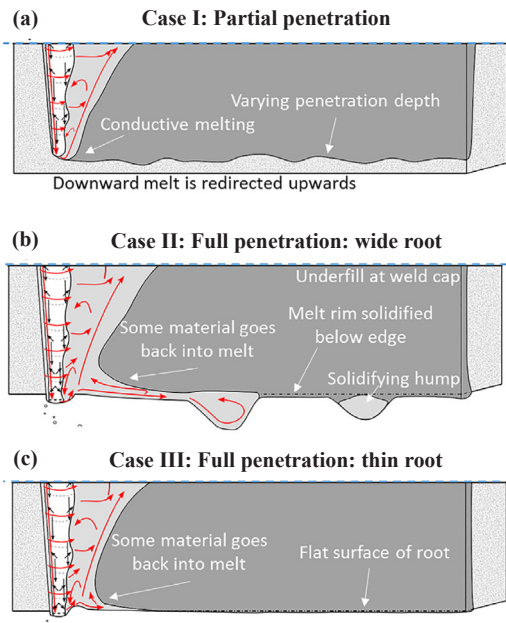 (a) Case I: Partial penetration
Varying penetration depth
Conductive melting
Downward melt is redirected upwards
(b) Case II: Full penetration: wide root
Underfill at weld cap
Melt rim solidified
below edge
Some material goes
back into melt
Solidifying hump
(c) Case III: Full penetration: thin root
Some material goes
back into melt
Flat surface of root